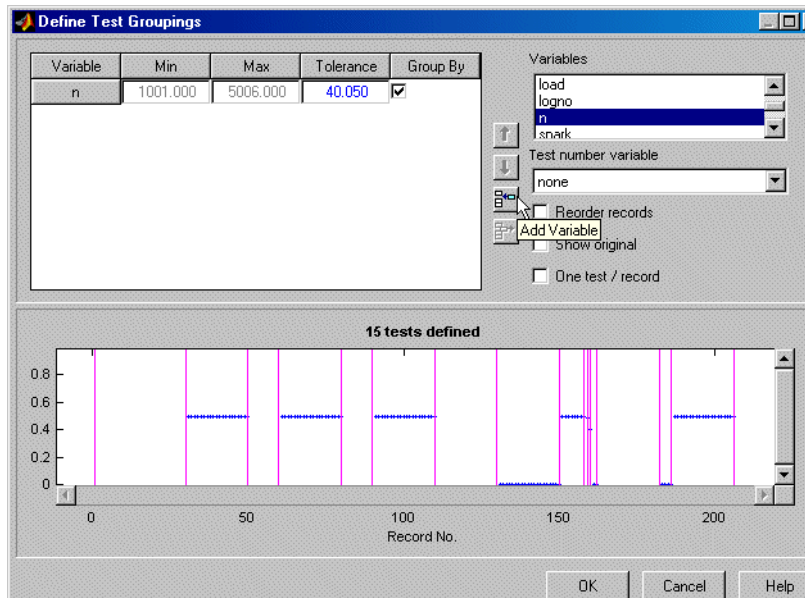 Define Test Groupings
Variable Min Max Tolerance Group By
n 1001.000 5006.000 40.050
Variables
load
logno
n
spark
Test number variable
none
Reorder records
Add Variable
Show original
One test / record
15 tests defined
0.8
0.6
0.4
0.2
0
0 50 100 150 200
Record No.
OK Cancel Help